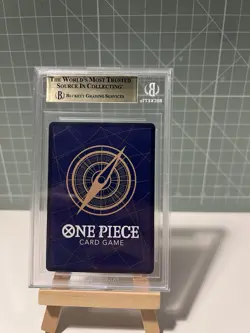 THE WORLD'S MOST TRUSTED
SOURCE IN COLLECTING
BECKETT GRADING SERVICES
ONE PIECE
CARD GAME